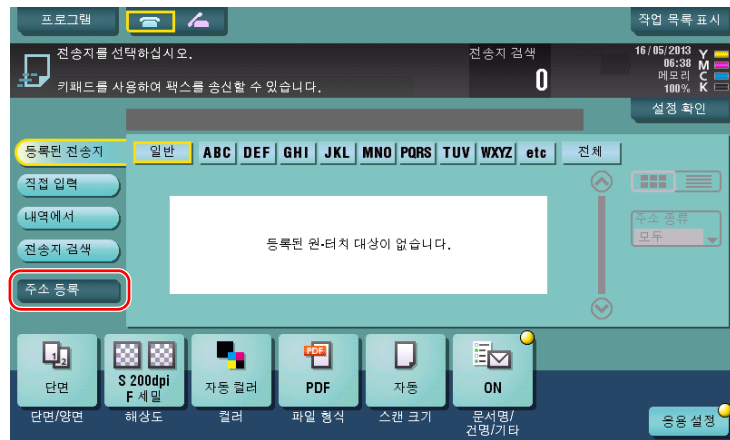 프로그램
작업 목록 표시
전송지를 선택하십시오.
전송지 검색
0
키패드를 사용하여 팩스를 송신할 수 있습니다.
16/05/2013
06:38
메모리
100%
Y
M
C
K
설정 확인
등록된 전송지
일반
ABC
DEF
GHI
JKL
MNO
PQRS
TUV
WXYZ
etc
전체
직접 입력
내역에서
전송지 검색
주소 등록
등록된 원-터치 대상이 없습니다.
주소 종류
모두
1
2
단면
단면/양면
S 200dpi
F 세밀
해상도
자동 컬러
컬러
PDF
PDF
파일 형식
자동
스캔 크기
ON
문서명/
건명/기타
응용 설정